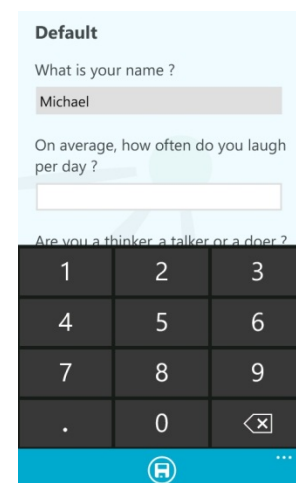 Default
What is your name ?
Michael
On average, how often do you laugh
per day ?
Are you a thinker, a talker or a doer ?
1 2 3
4 5 6
7 8 9
. 0
...